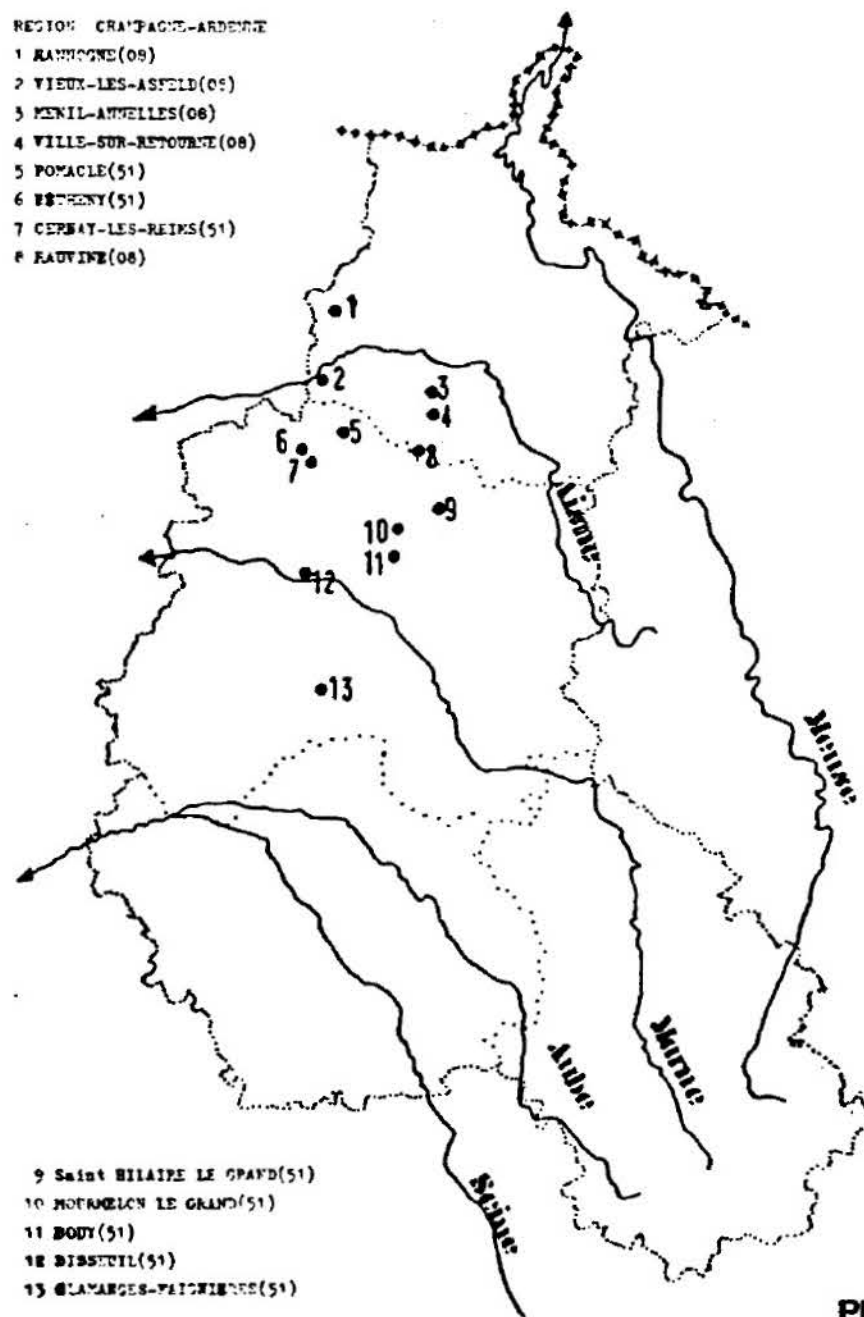 REGION CHAMPAGNE-ARDENNE
1 (08)
2 VIEUX-LES-ASFELD(08)
3 MENIL-ANNELLES(08)
4 VILLE-SUR-RETOURNE(08)
5 POMACLE(51)
6 BETHENY(51)
7 CERNAY-LES-REIMS(51)
8 HAUVINE(08)
1
2
3
4
5
6
7
8
9
10
11
12
13
Aisne
Meuse
Marne
Aube
Seine
9 Saint HILAIRE LE GRAND(51)
10 MOURMELON LE GRAND(51)
11 BOUY(51)
12 BISSEUIL(51)
13 (51)